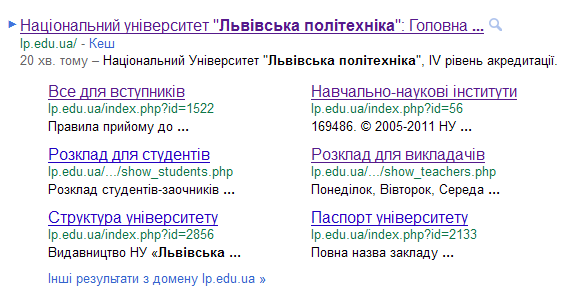 Національний університет "Львівська політехніка": Головна ...
lp.edu.ua/ - Кеш
20 хв. тому – Національний Університет "Львівська політехніка", IV рівень акредитації.
Все для вступників
lp.edu.ua/index.php?id=1522
Правила прийому до ...
Навчально-наукові інститути
lp.edu.ua/index.php?id=56
169486. © 2005-2011 НУ ...
Розклад для студентів
lp.edu.ua/.../show_students.php
Розклад студентів-заочників ...
Розклад для викладачів
lp.edu.ua/.../show_teachers.php
Понеділок, Вівторок, Середа ...
Структура університету
lp.edu.ua/index.php?id=2856
Видавництво НУ «Львівська ...
Паспорт університету
lp.edu.ua/index.php?id=2133
Повна назва закладу ...
Інші результати з домену lp.edu.ua »